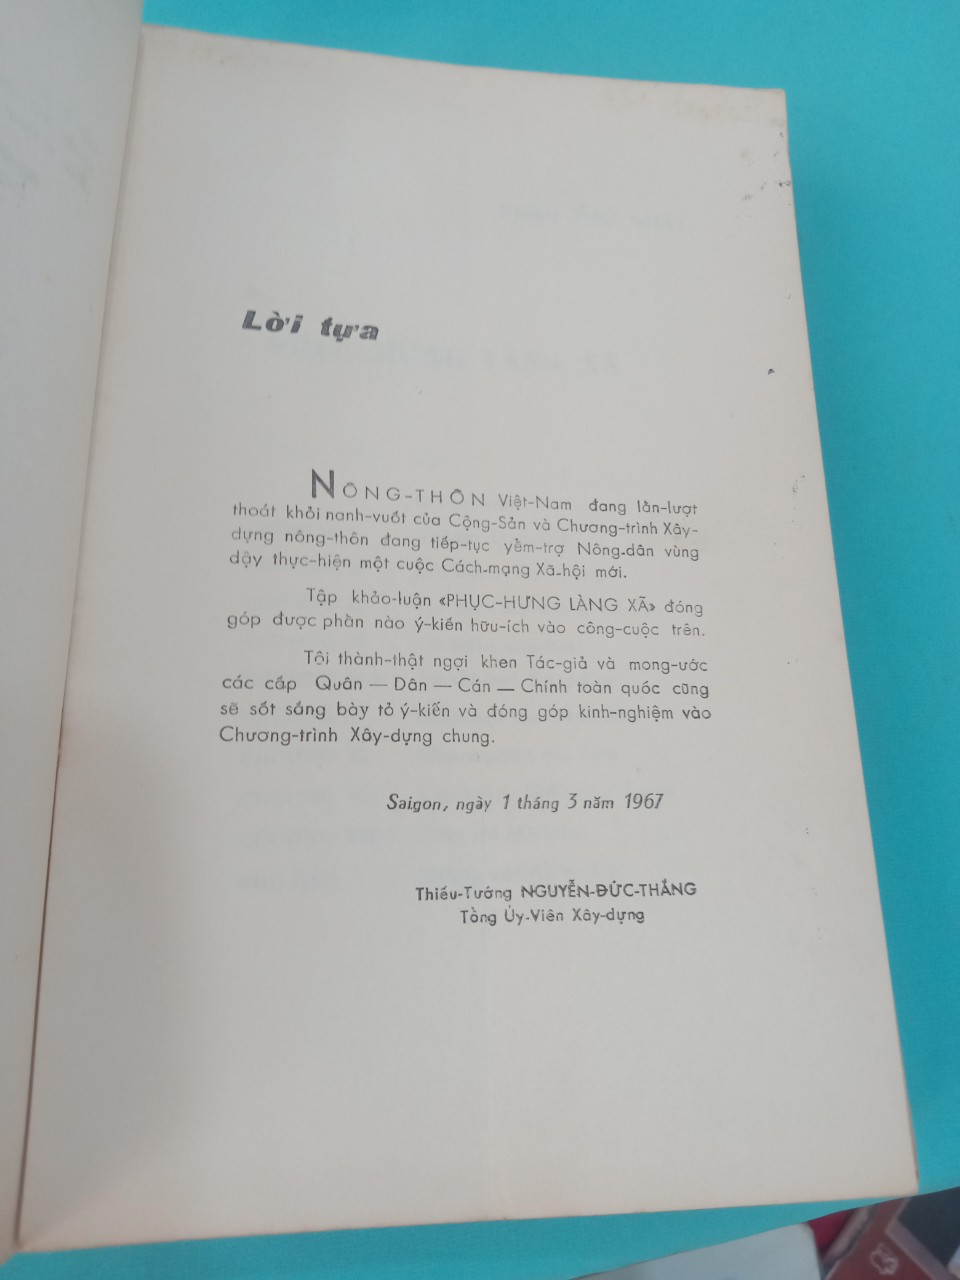 Lời tựa
NÔNG-THÔN Việt-Nam đang lần-lượt
thoát khỏi nanh-vuốt của Cộng-Sản và Chương-trình Xây-
dựng nông-thôn đang tiếp-tục yểm-trợ Nông-dân vùng
dậy thực-hiện một cuộc Cách-mạng Xã-hội mới.
Tập khảo-luận «PHỤC-HƯNG LÀNG XÃ» đóng
góp được phần nào ý-kiến hữu-ích vào công-cuộc trên.
Tôi thành-thật ngợi khen Tác-giả và mong-ước
các cấp Quân — Dân — Cán — Chính toàn quốc cũng
sẽ sốt sắng bày tỏ ý-kiến và đóng góp kinh-nghiệm vào
Chương-trình Xây-dựng chung.
Saigon, ngày 1 tháng 3 năm 1967
Thiếu-Tướng NGUYỄN-ĐỨC-THẮNG
Tổng Ủy-Viên Xây-dựng